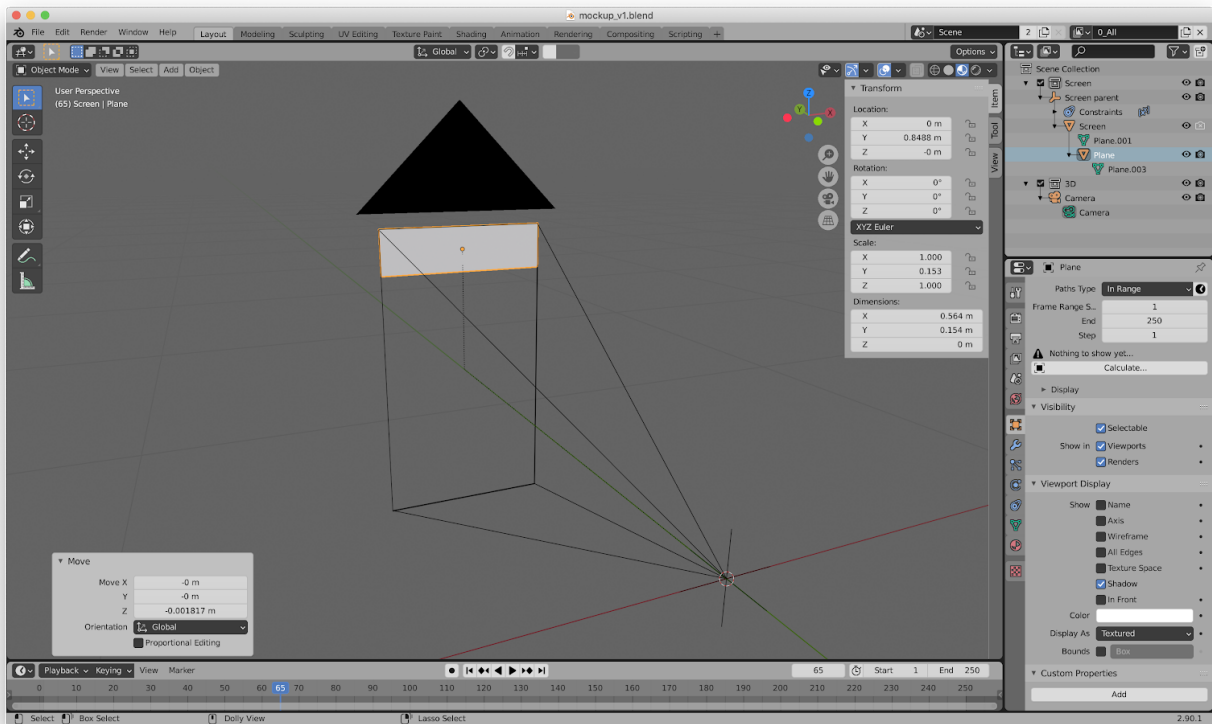 mockup_v1.blend
File Edit Render Window Help Layout Modeling Sculpting UV Editing Texture Paint Shading Animation Rendering Compositing Scripting + Scene 2 0_All
Global Options
Object Mode View Select Add Object
User Perspective
(65) Screen | Plane
Z
Y
X
Item
Tool
View
Transform
Location:
X 0 m
Y 0.8488 m
Z -0 m
Rotation:
X 0°
Y 0°
Z 0°
XYZ Euler
Scale:
X 1.000
Y 0.153
Z 1.000
Dimensions:
X 0.564 m
Y 0.154 m
Z 0 m
Scene Collection
Screen
Screen parent
Constraints
Screen
Plane.001
Plane
Plane.003
3D
Camera
Camera
Plane
Paths Type In Range
Frame Range S.. 1
End 250
Step 1
Nothing to show yet...
Calculate...
Display
Visibility
Selectable
Show in Viewports
Renders
Viewport Display
Show Name
Axis
Wireframe
All Edges
Texture Space
Shadow
In Front
Color
Display As Textured
Bounds Box
Custom Properties
Add
Move
Move X -0 m
Y -0 m
Z -0.001817 m
Orientation Global
Proportional Editing
Playback Keying View Marker 65 Start 1 End 250
0 10 20 30 40 50 60 65 70 80 90 100 110 120 130 140 150 160 170 180 190 200 210 220 230 240 250
Select Box Select Dolly View Lasso Select 2.90.1